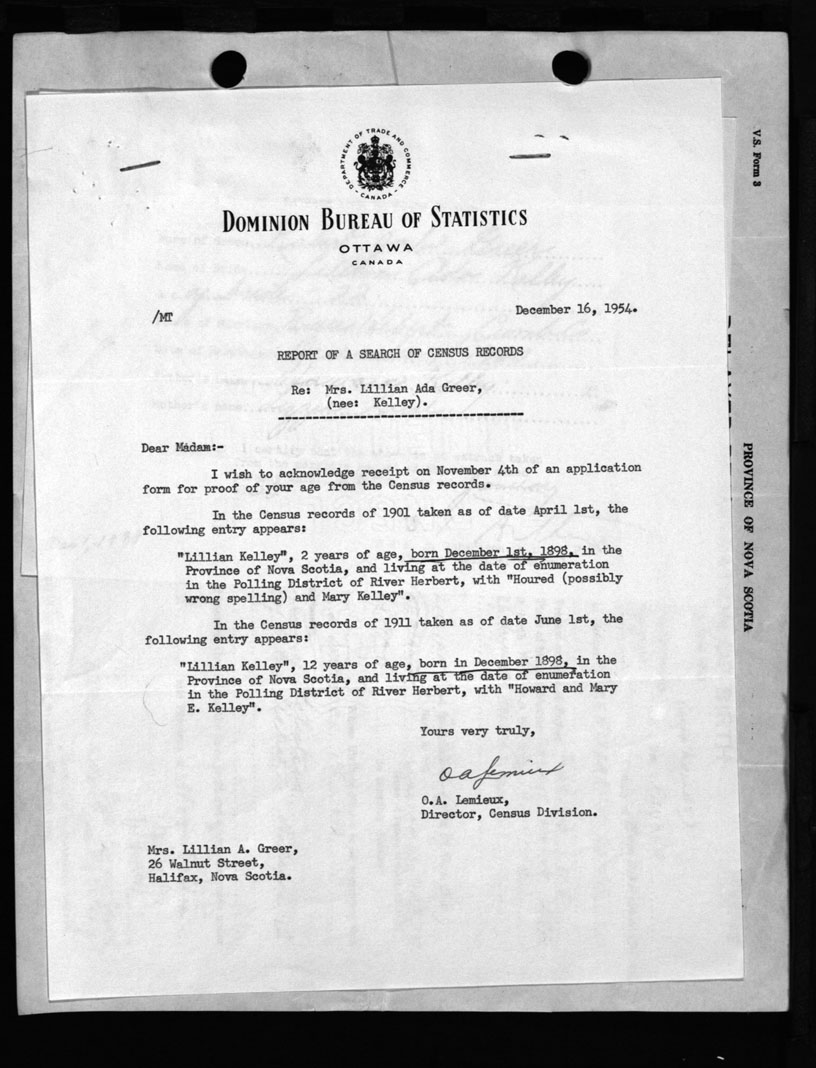 V.S. Form 3
DEPARTMENT OF TRADE AND COMMERCE
CANADA
DOMINION BUREAU OF STATISTICS
OTTAWA
CANADA
/MT
December 16, 1954.
REPORT OF A SEARCH OF CENSUS RECORDS
Re: Mrs. Lillian Ada Greer,
(nee: Kelley).
Dear Madam:-
I wish to acknowledge receipt on November 4th of an application
form for proof of your age from the Census records.
In the Census records of 1901 taken as of date April 1st, the
following entry appears:
"Lillian Kelley", 2 years of age, born December 1st, 1898, in the
Province of Nova Scotia, and living at the date of enumeration
in the Polling District of River Herbert, with "Houred (possibly
wrong spelling) and Mary Kelley".
In the Census records of 1911 taken as of date June 1st, the
following entry appears:
"Lillian Kelley", 12 years of age, born in December 1898, in the
Province of Nova Scotia, and living at the date of enumeration
in the Polling District of River Herbert, with "Howard and Mary
E. Kelley".
Yours very truly,
O A Lemieux
O.A. Lemieux,
Director, Census Division.
Mrs. Lillian A. Greer,
26 Walnut Street,
Halifax, Nova Scotia.
PROVINCE OF NOVA SCOTIA